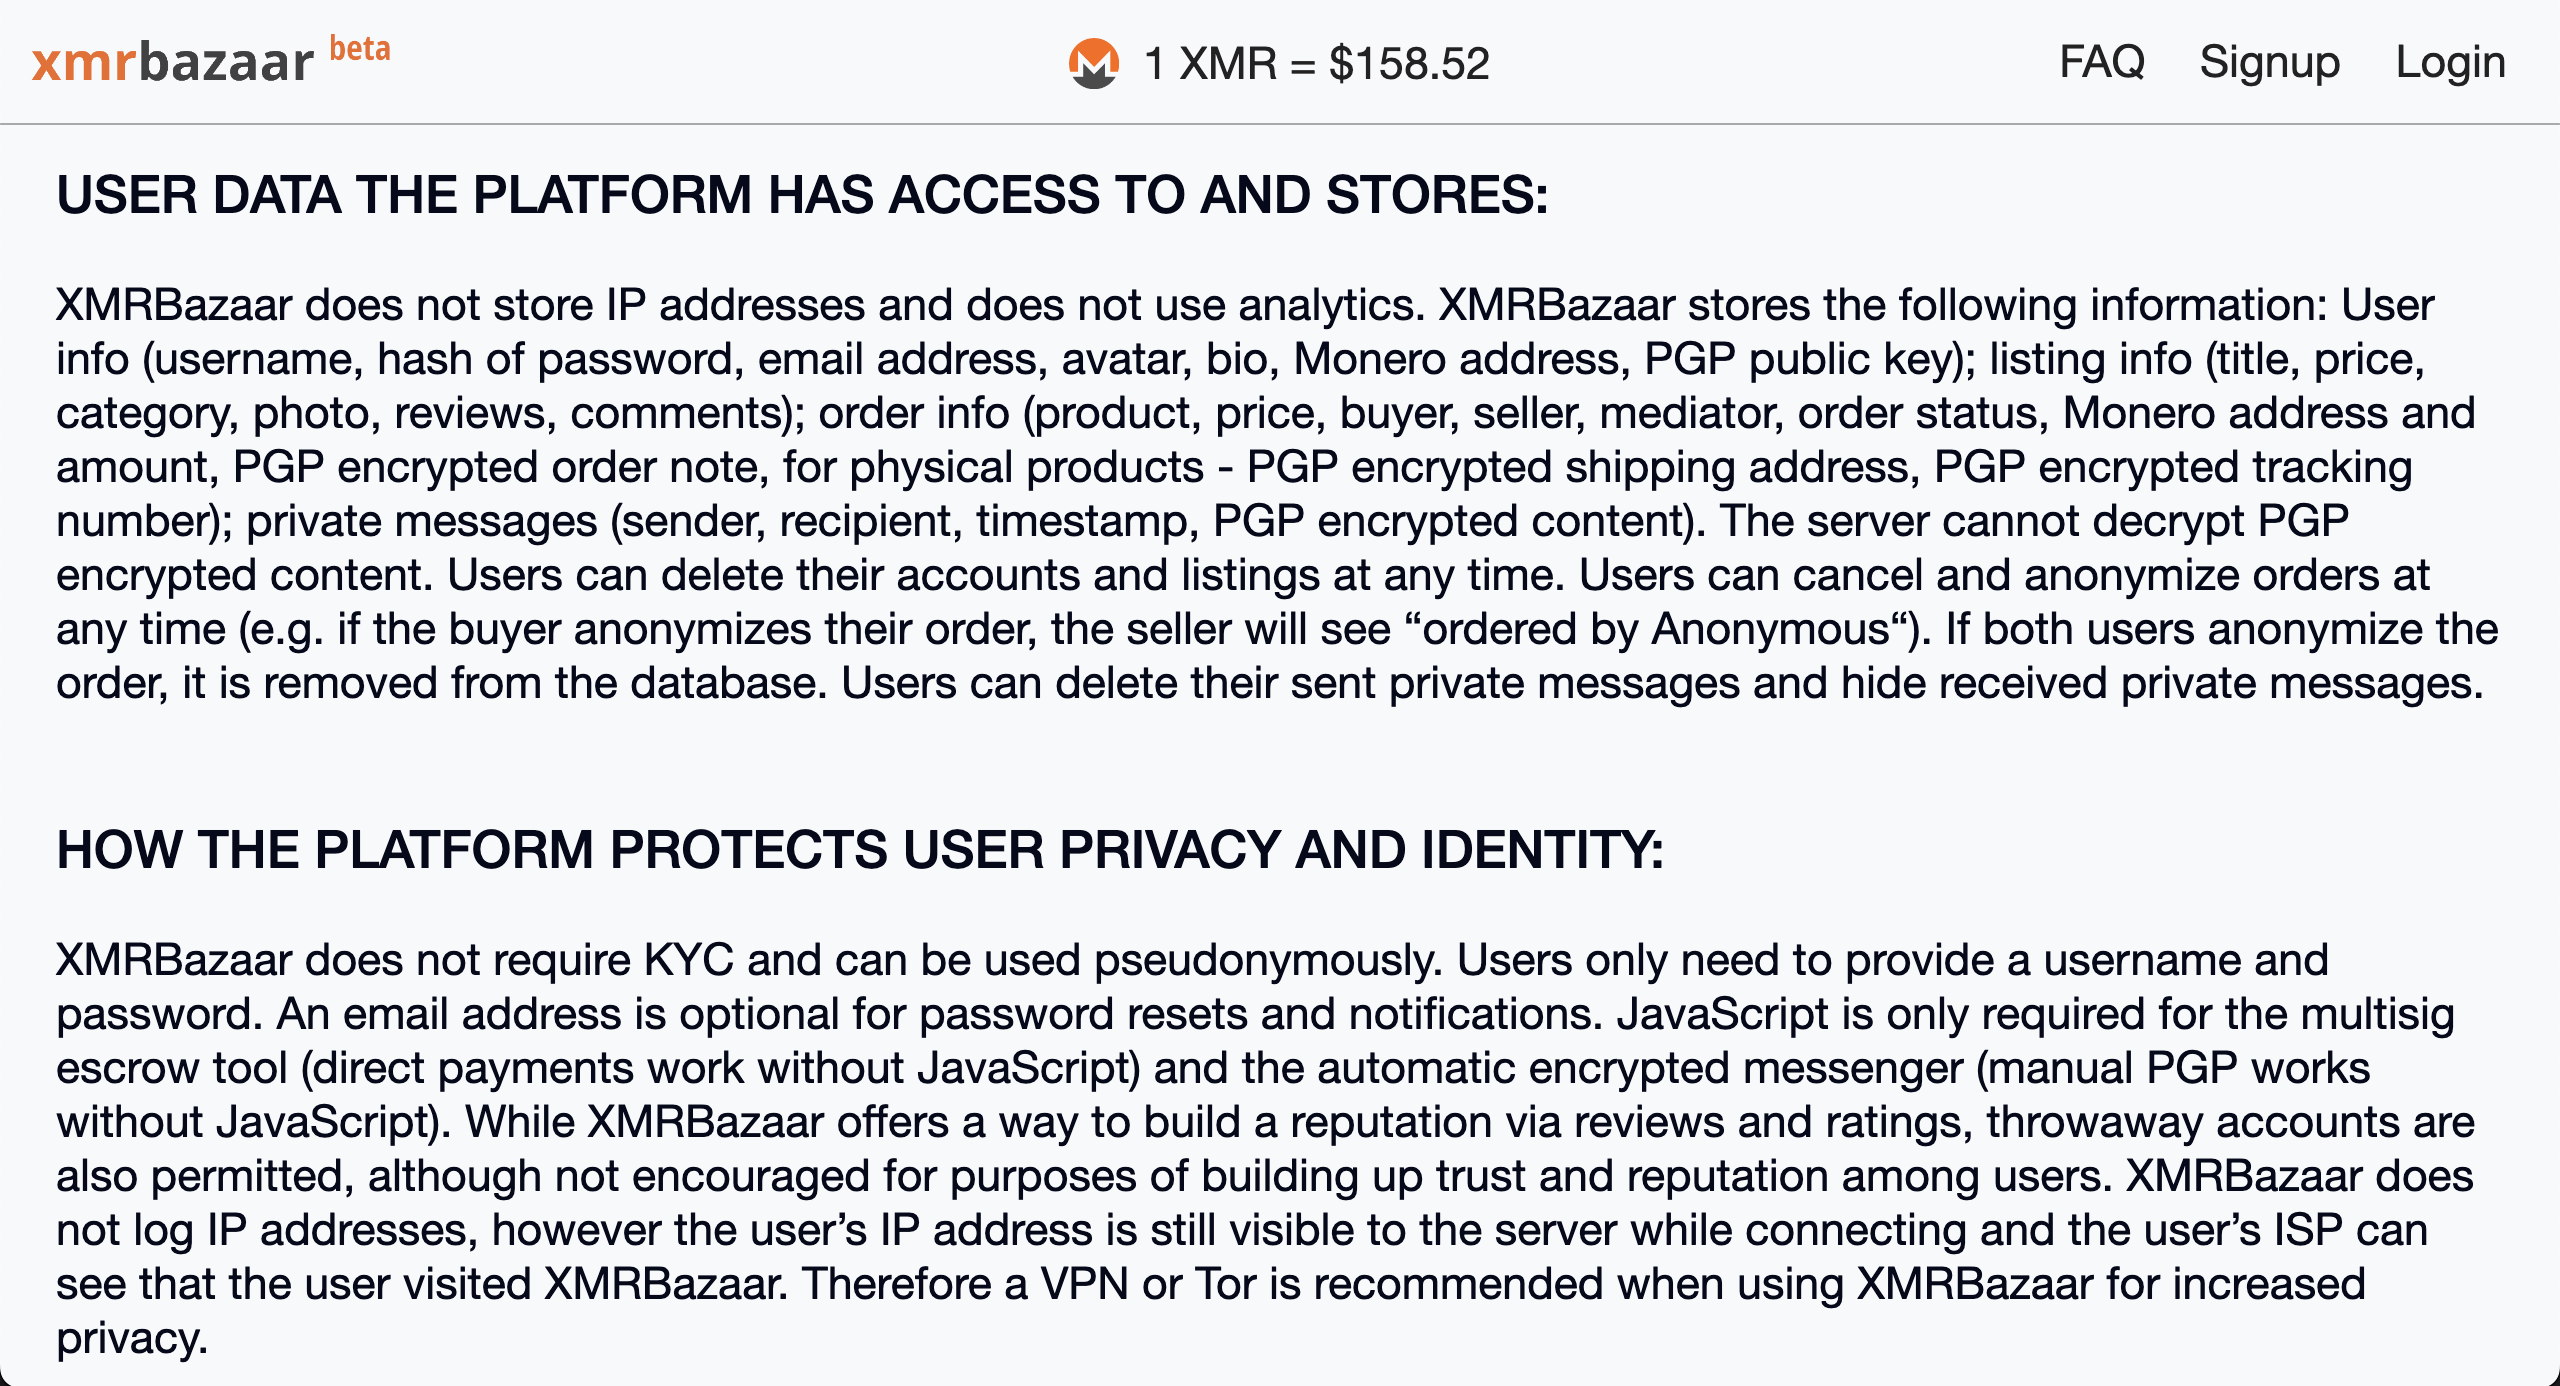 xmrbazaar beta
1 XMR = $158.52
FAQ Signup Login
USER DATA THE PLATFORM HAS ACCESS TO AND STORES:
XMRBazaar does not store IP addresses and does not use analytics. XMRBazaar stores the following information: User
info (username, hash of password, email address, avatar, bio, Monero address, PGP public key); listing info (title, price,
category, photo, reviews, comments); order info (product, price, buyer, seller, mediator, order status, Monero address and
amount, PGP encrypted order note, for physical products - PGP encrypted shipping address, PGP encrypted tracking
number); private messages (sender, recipient, timestamp, PGP encrypted content). The server cannot decrypt PGP
encrypted content. Users can delete their accounts and listings at any time. Users can cancel and anonymize orders at
any time (e.g. if the buyer anonymizes their order, the seller will see “ordered by Anonymous“). If both users anonymize the
order, it is removed from the database. Users can delete their sent private messages and hide received private messages.
HOW THE PLATFORM PROTECTS USER PRIVACY AND IDENTITY:
XMRBazaar does not require KYC and can be used pseudonymously. Users only need to provide a username and
password. An email address is optional for password resets and notifications. JavaScript is only required for the multisig
escrow tool (direct payments work without JavaScript) and the automatic encrypted messenger (manual PGP works
without JavaScript). While XMRBazaar offers a way to build a reputation via reviews and ratings, throwaway accounts are
also permitted, although not encouraged for purposes of building up trust and reputation among users. XMRBazaar does
not log IP addresses, however the user’s IP address is still visible to the server while connecting and the user’s ISP can
see that the user visited XMRBazaar. Therefore a VPN or Tor is recommended when using XMRBazaar for increased
privacy.